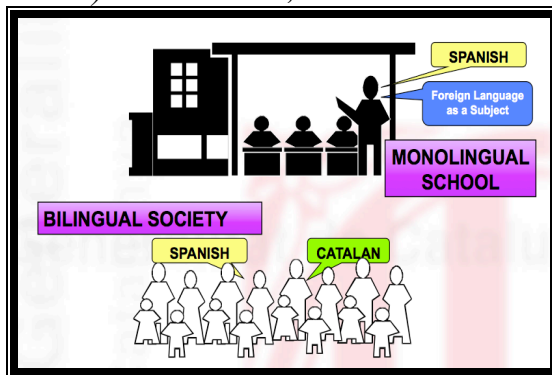 SPANISH
Foreign Language
as a Subject
MONOLINGUAL
SCHOOL
BILINGUAL SOCIETY
SPANISH
CATALAN